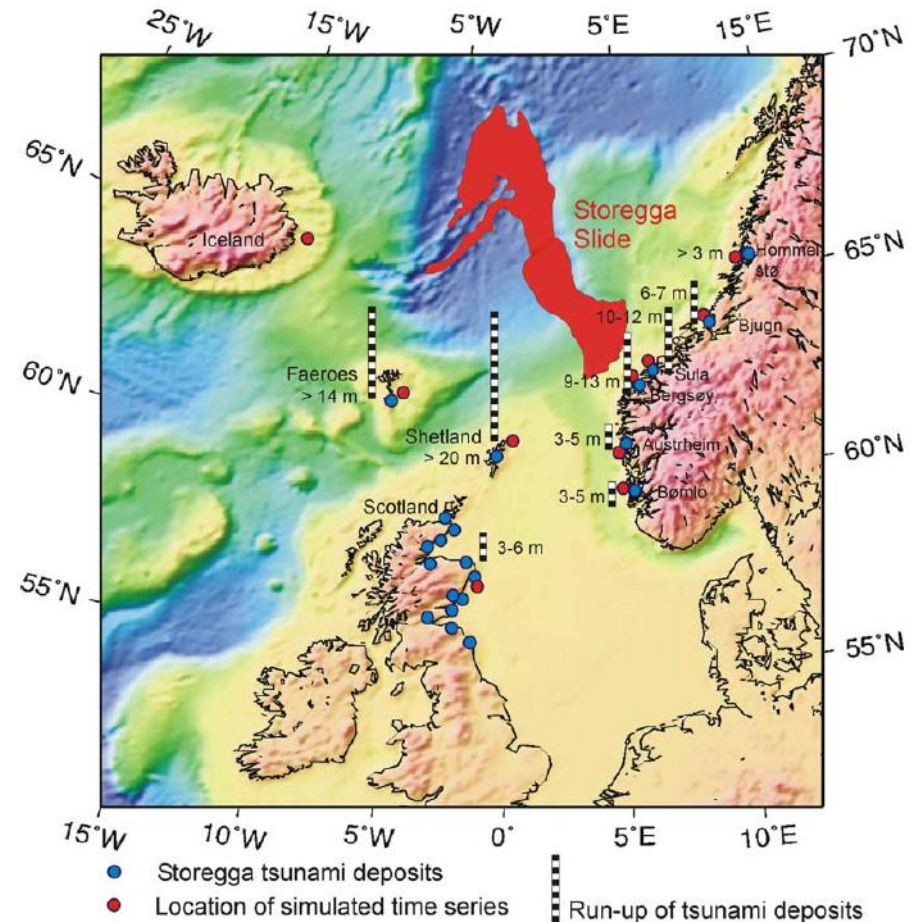 25°W
15°W
5°W
5°E
15°E
70°N
65°N
Storegga
Slide
Iceland
65°N
> 3 m
Hommel
stø
6-7 m
10-12 m
Bjugn
60°N
Faeroes
> 14 m
9-13 m
Sula
Bergsøy
Shetland
> 20 m
3-5 m
Austrheim
60°N
3-5 m
Bømlo
Scotland
3-6 m
55°N
55°N
15°W
10°W
5°W
0°
5°E
10°E
Storegga tsunami deposits
Location of simulated time series
Run-up of tsunami deposits